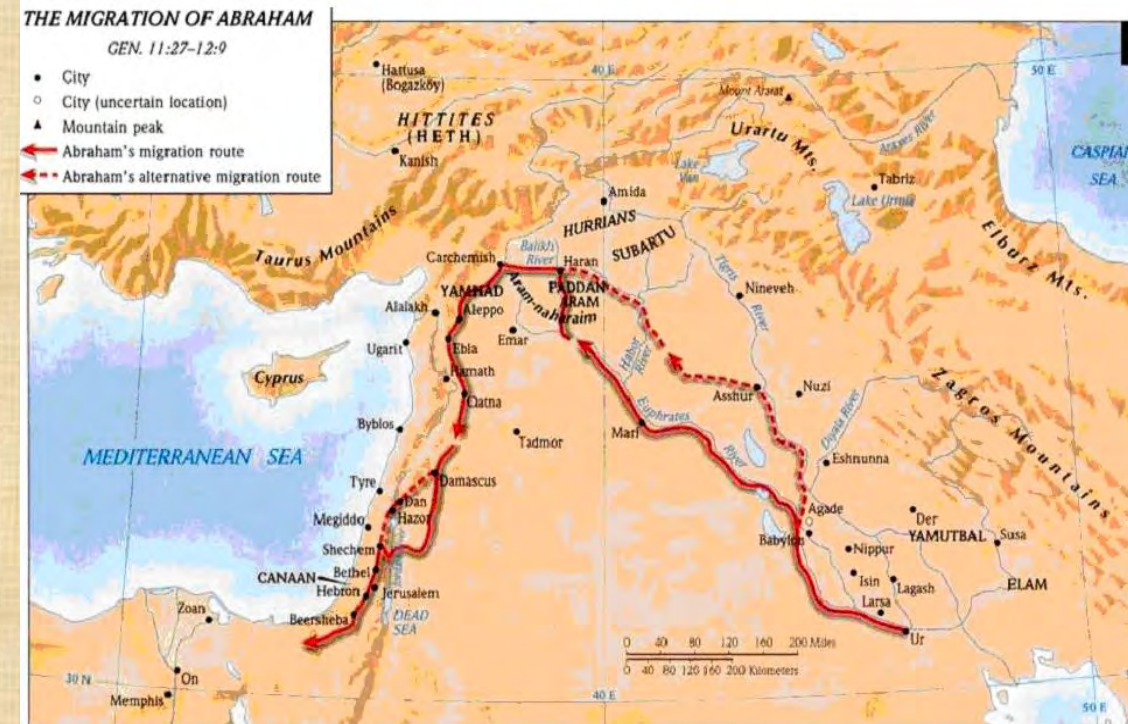 THE MIGRATION OF ABRAHAM
GEN. 11:27–12:9
City
City (uncertain location)
Mountain peak
Abraham's migration route
Abraham's alternative migration route
40 E
50 E
Hattusa
(Bogazköy)
HITTITES
(HETH)
Kanish
Mount Ararat
Urartu Mts.
Araxes River
CASPIAN
SEA
Lake
Van
Tabriz
Lake Urmia
Elburz Mts.
Amida
HURRIANS
SUBARTU
Taurus Mountains
Carchemish
Balikh
River
Haran
PADDAN
ARAM
Aram-naharaim
Tigris
River
Nineveh
YAMHAD
Alalakh
Aleppo
Emar
Ebla
Ugarit
Habor
River
Hamath
Qatna
Cyprus
Asshur
Nuzi
Zagros Mountains
Byblos
Tadmor
Mari
Euphrates
River
Diyala River
Eshnunna
MEDITERRANEAN SEA
Tyre
Damascus
Dan
Hazor
Megiddo
Agade
Babylon
Der
YAMUTBAL
Susa
Shechem
Nippur
Bethel
CANAAN
Hebron
Jerusalem
Isin
Lagash
ELAM
Larsa
Zoan
Beersheba
DEAD
SEA
Ur
0 40 80 120 160 200 Miles
0 40 80 120 160 200 Kilometers
30 N
On
Memphis
40 E
50 E